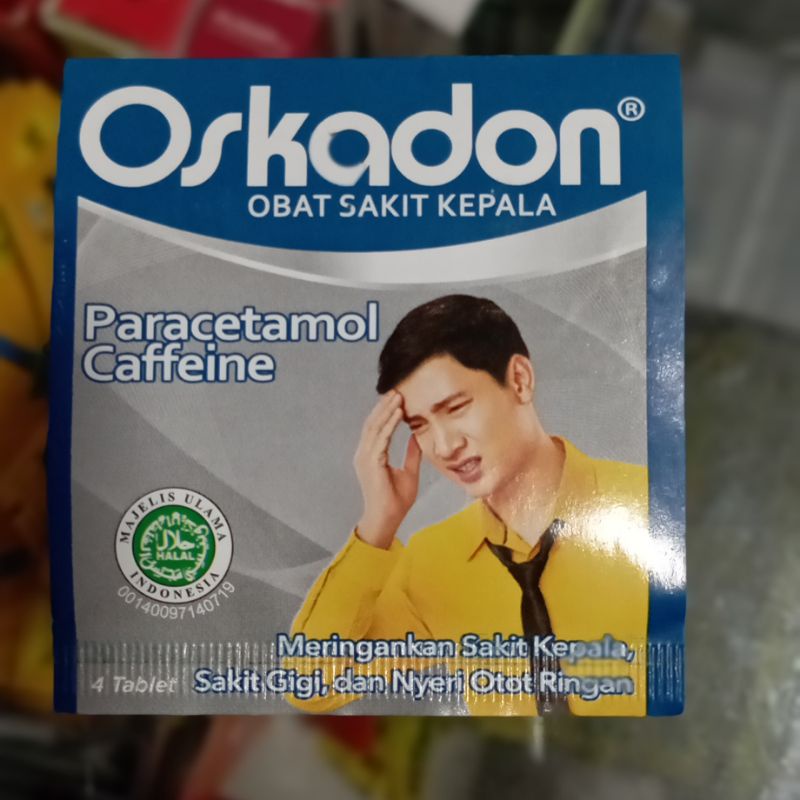 Oskadon®
OBAT SAKIT KEPALA
Paracetamol
Caffeine
MAJELIS ULAMA
حلال
HALAL
INDONESIA
00140097140719
Meringankan Sakit Kepala,
4 Tablet Sakit Gigi, dan Nyeri Otot Ringan